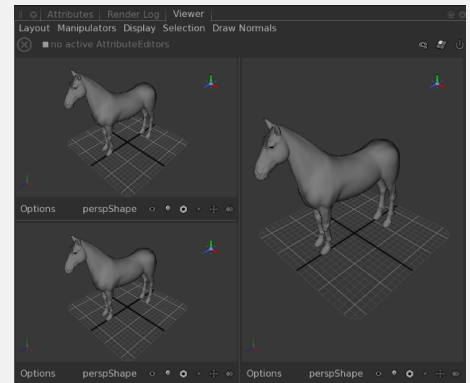 Attributes Render Log Viewer
Layout Manipulators Display Selection Draw Normals
no active AttributeEditors
Options perspShape
Options perspShape
Options perspShape